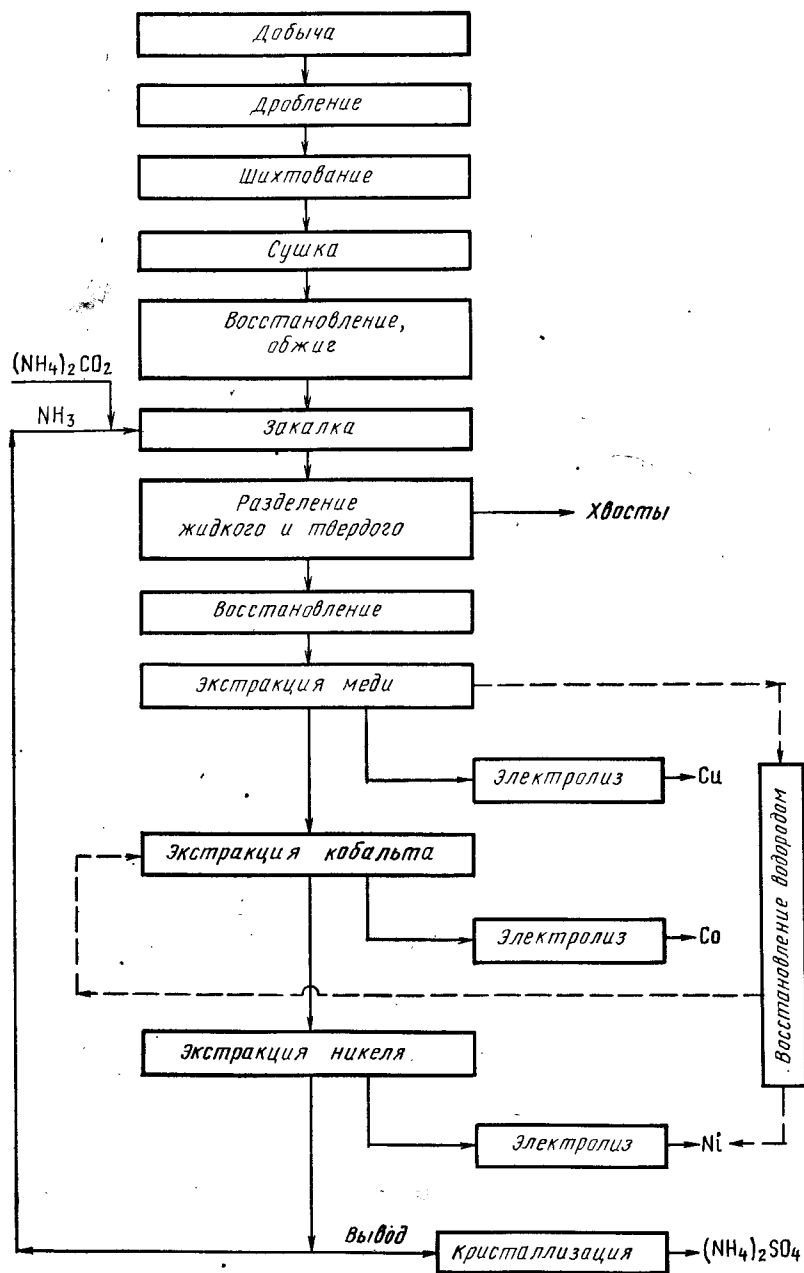 Добыча
Дробление
Шихтование
Сушка
Восстановление,
обжиг
(NH4)2CO2
NH3
Закалка
Разделение
жидкого и твердого
Хвосты
Восстановление
Экстракция меди
Электролиз
Cu
Экстракция кобальта
Электролиз
Co
Восстановление водородам
Экстракция никеля
Электролиз
Ni
Вывод
Кристаллизация
(NH4)2SO4